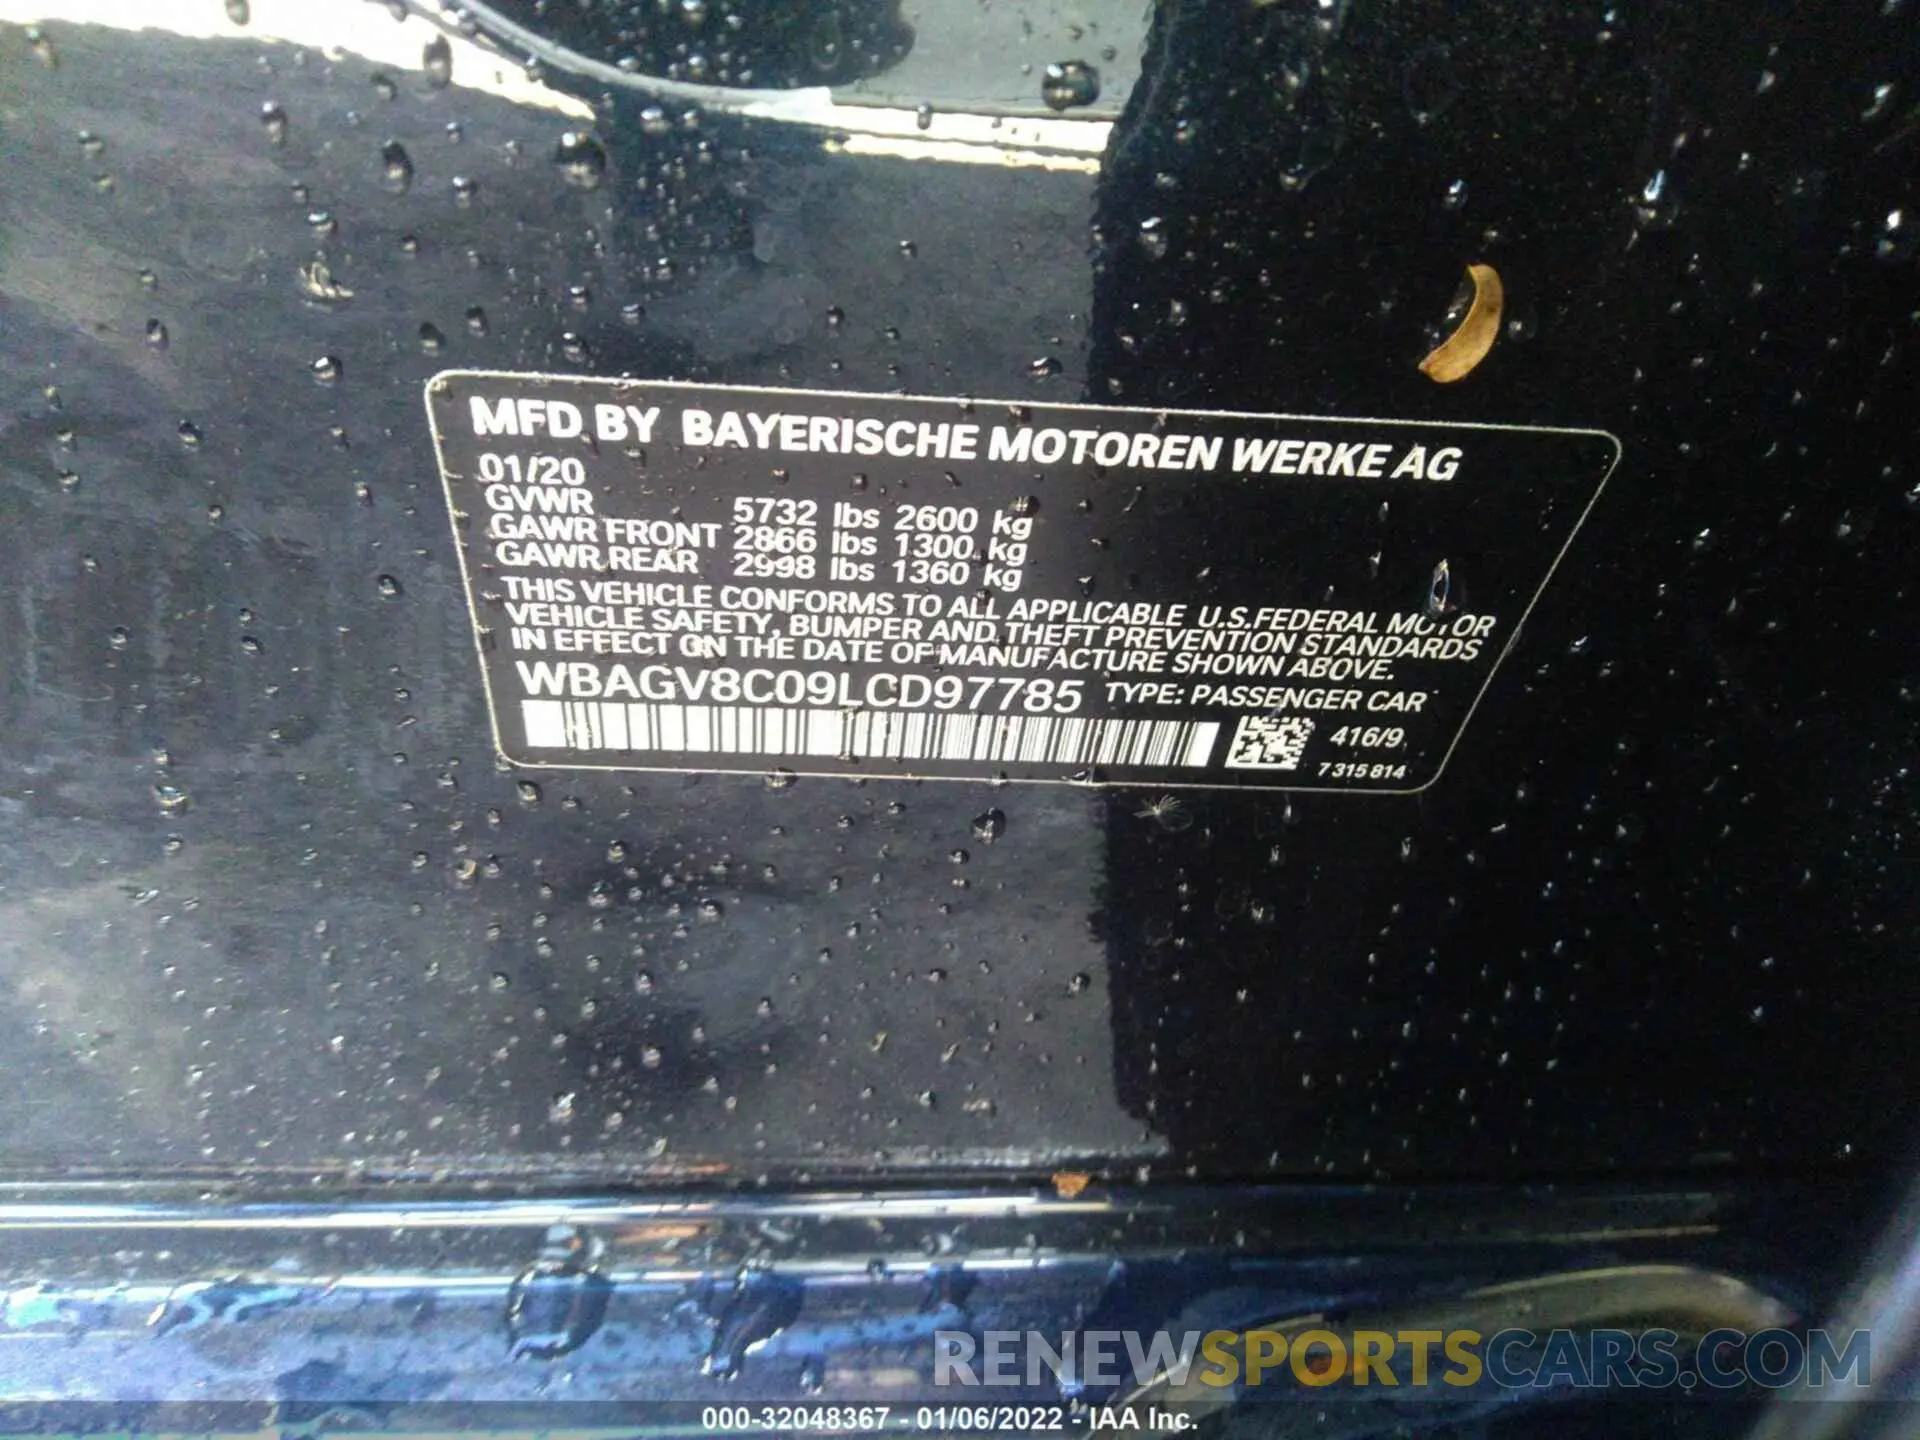 MFD BY BAYERISCHE MOTOREN WERKE AG
01/20
GVWR 5732 lbs 2600 kg
GAWR FRONT 2866 lbs 1300 kg
GAWR REAR 2998 lbs 1360 kg
THIS VEHICLE CONFORMS TO ALL APPLICABLE U.S.FEDERAL MOTOR
VEHICLE SAFETY, BUMPER AND THEFT PREVENTION STANDARDS
IN EFFECT ON THE DATE OF MANUFACTURE SHOWN ABOVE.
WBAGV8C09LCD97785 TYPE: PASSENGER CAR
416/9
7 315 814
RENEWSPORTSCARS.COM
000-32048367 - 01/06/2022 - IAA Inc.